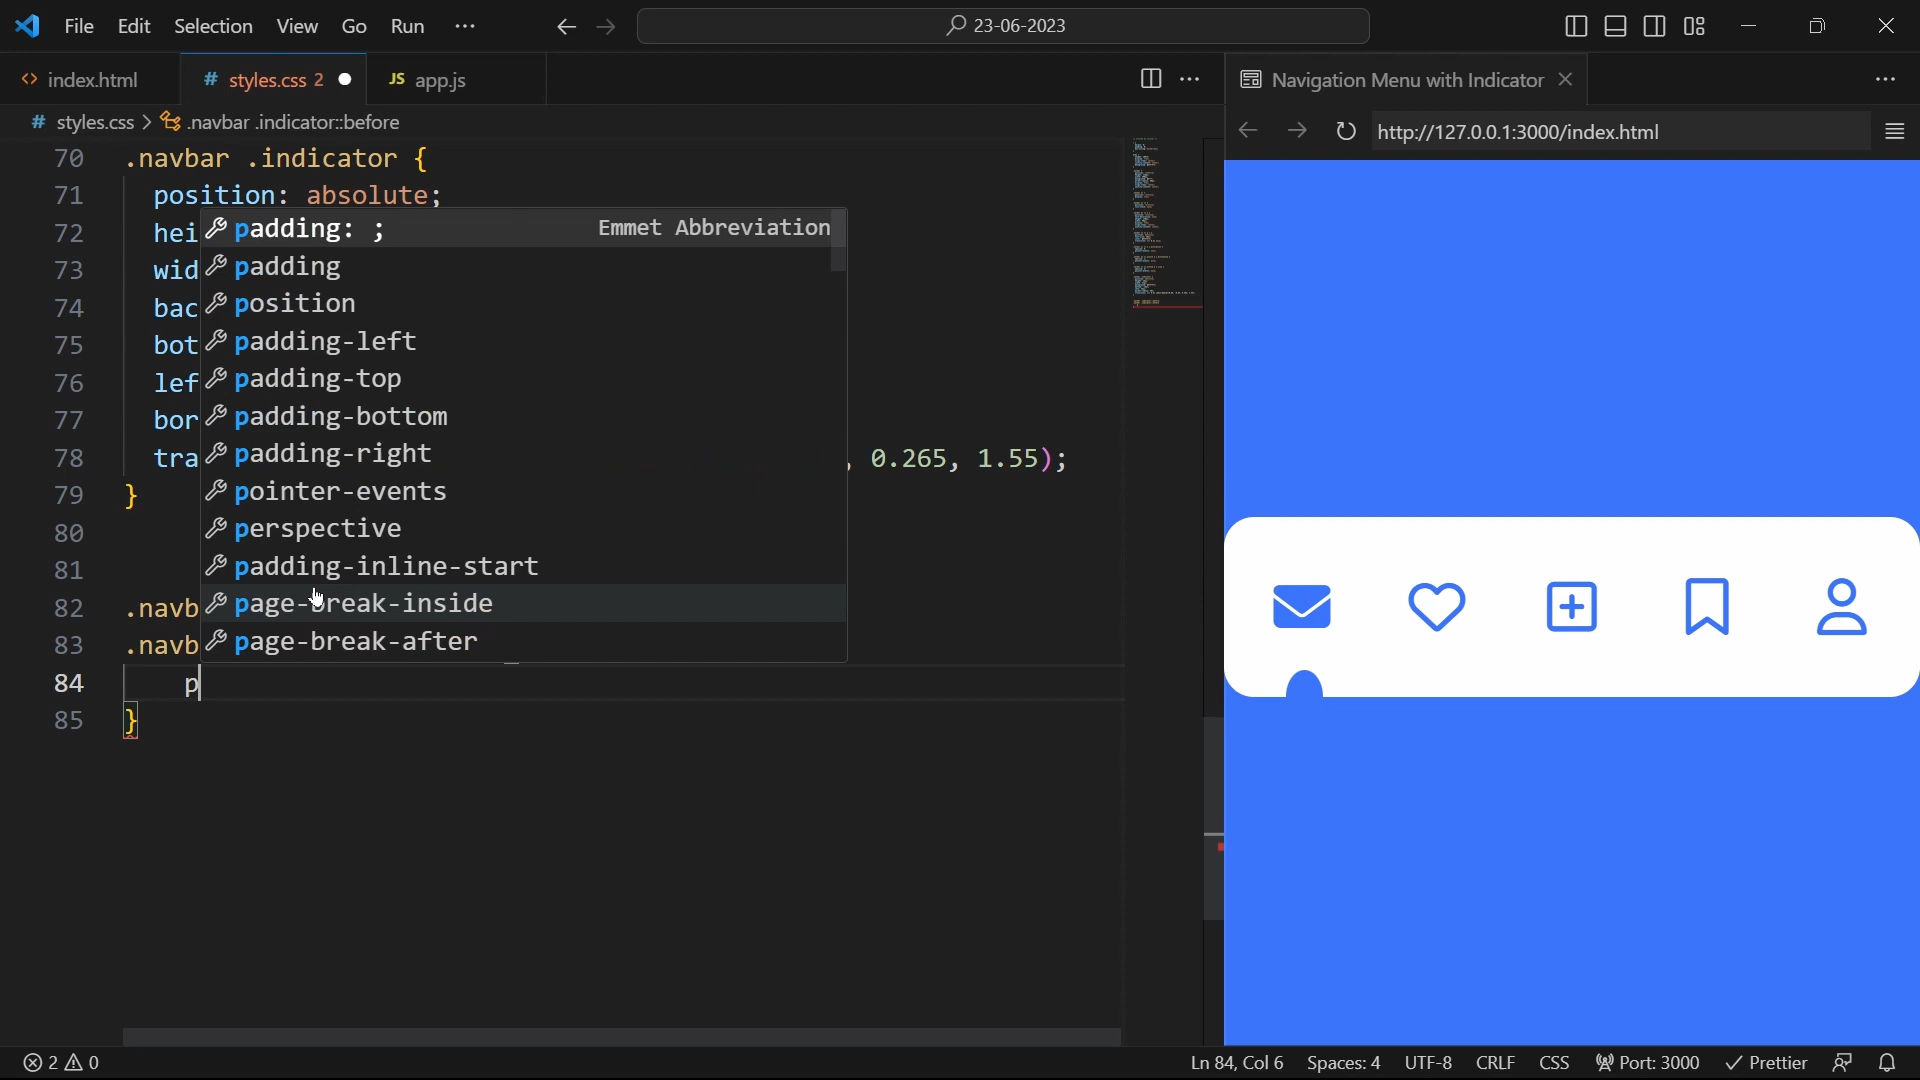 File Edit Selection View Go Run ··· 23-06-2023
index.html # styles.css 2 JS app.js Navigation Menu with Indicator
# styles.css > .navbar .indicator::before http://127.0.0.1:3000/index.html
70 .navbar .indicator {
71 position: absolute;
72 hei padding: ; Emmet Abbreviation
73 wid padding
74 bac position
75 bot padding-left
76 lef padding-top
77 bor padding-bottom
78 tra padding-right , 0.265, 1.55);
79 } pointer-events
80 perspective
81 padding-inline-start
82 .navb page-break-inside
83 .navb page-break-after
84 p
85 }
2 0 Ln 84, Col 6 Spaces: 4 UTF-8 CRLF CSS Port: 3000 Prettier